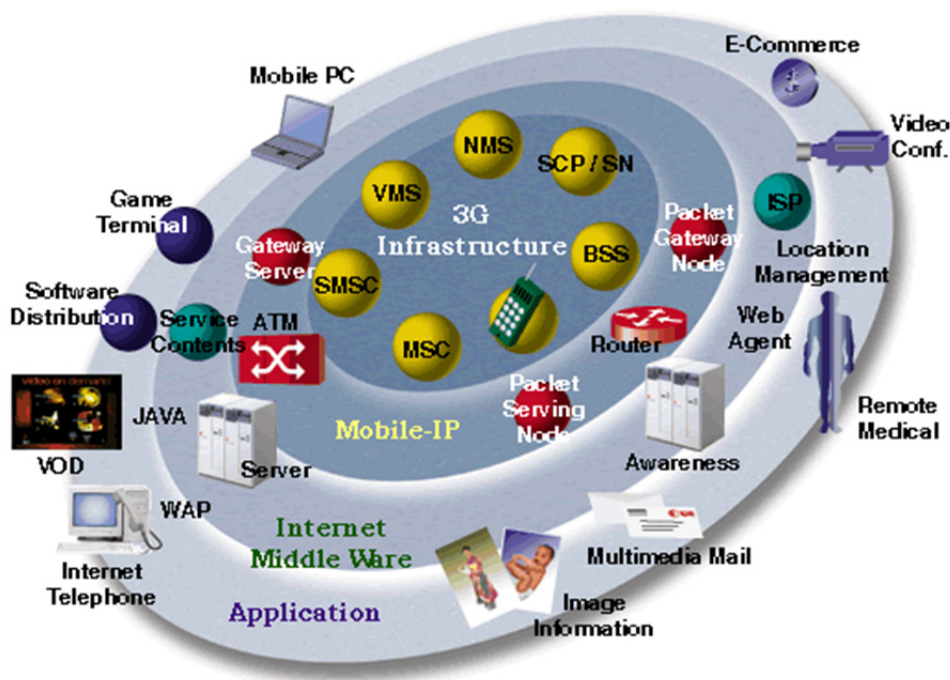 E-Commerce
Mobile PC
Video
Conf.
NMS
SCP / SN
VMS
ISP
Game
Terminal
3G
Infrastructure
Packet
Gateway
Node
Gateway
Server
BSS
SMSC
Location
Management
Software
Distribution
Service
Contents
ATM
MSC
Router
Web
Agent
video on demand
JAVA
Mobile-IP
Packet
Serving
Node
Remote
Medical
VOD
Server
Awareness
WAP
Internet
Middle Ware
Multimedia Mail
Internet
Telephone
Application
Image
Information